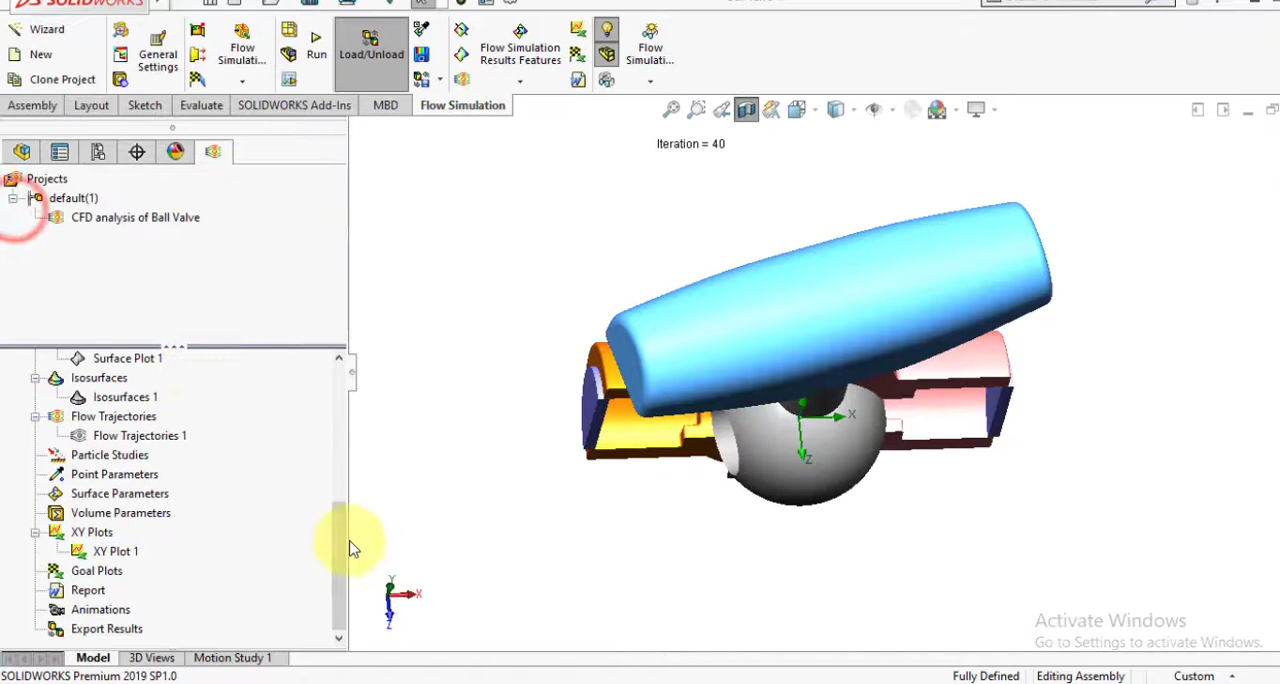 SOLIDWORKS
Wizard
New
Clone Project
General Settings
Flow Simulati...
Run
Load/Unload
Flow Simulation Results Features
Flow Simulati...
Assembly Layout Sketch Evaluate SOLIDWORKS Add-Ins MBD Flow Simulation
Iteration = 40
Projects
default(1)
CFD analysis of Ball Valve
Surface Plot 1
Isosurfaces
Isosurfaces 1
Flow Trajectories
Flow Trajectories 1
Particle Studies
Point Parameters
Surface Parameters
Volume Parameters
XY Plots
XY Plot 1
Goal Plots
Report
Animations
Export Results
X
Z
Y
X
Z
Activate Windows
Go to Settings to activate Windows.
Model 3D Views Motion Study 1
SOLIDWORKS Premium 2019 SP1.0 Fully Defined Editing Assembly Custom